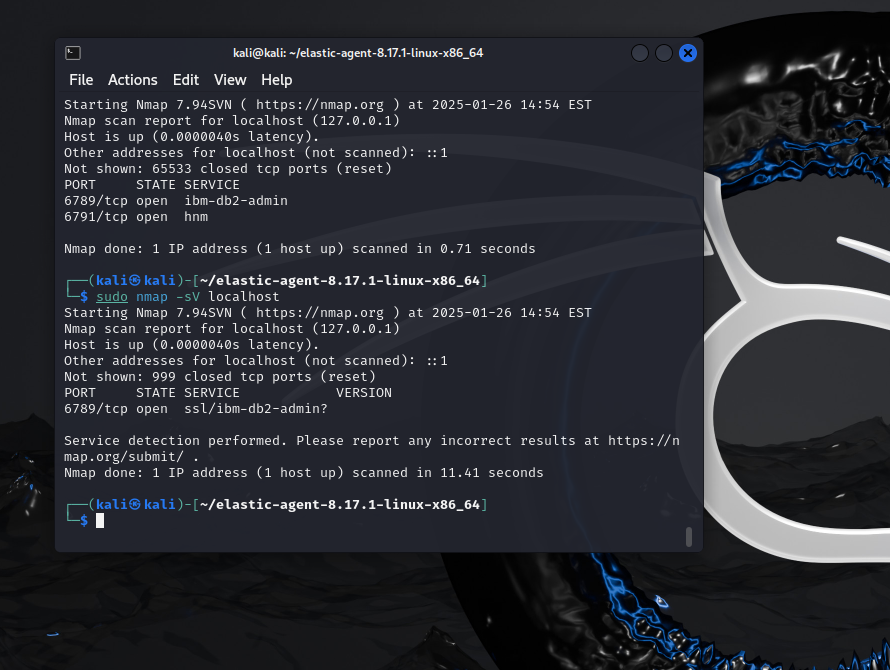 kali@kali: ~/elastic-agent-8.17.1-linux-x86_64
File Actions Edit View Help
Starting Nmap 7.94SVN ( https://nmap.org ) at 2025-01-26 14:54 EST
Nmap scan report for localhost (127.0.0.1)
Host is up (0.0000040s latency).
Other addresses for localhost (not scanned): ::1
Not shown: 65533 closed tcp ports (reset)
PORT     STATE SERVICE
6789/tcp open  ibm-db2-admin
6791/tcp open  hnm
Nmap done: 1 IP address (1 host up) scanned in 0.71 seconds
┌──(kali㉿kali)-[~/elastic-agent-8.17.1-linux-x86_64]
└─$ sudo nmap -sV localhost
Starting Nmap 7.94SVN ( https://nmap.org ) at 2025-01-26 14:54 EST
Nmap scan report for localhost (127.0.0.1)
Host is up (0.0000040s latency).
Other addresses for localhost (not scanned): ::1
Not shown: 999 closed tcp ports (reset)
PORT     STATE SERVICE            VERSION
6789/tcp open  ssl/ibm-db2-admin?
Service detection performed. Please report any incorrect results at https://n
map.org/submit/ .
Nmap done: 1 IP address (1 host up) scanned in 11.41 seconds
┌──(kali㉿kali)-[~/elastic-agent-8.17.1-linux-x86_64]
└─$